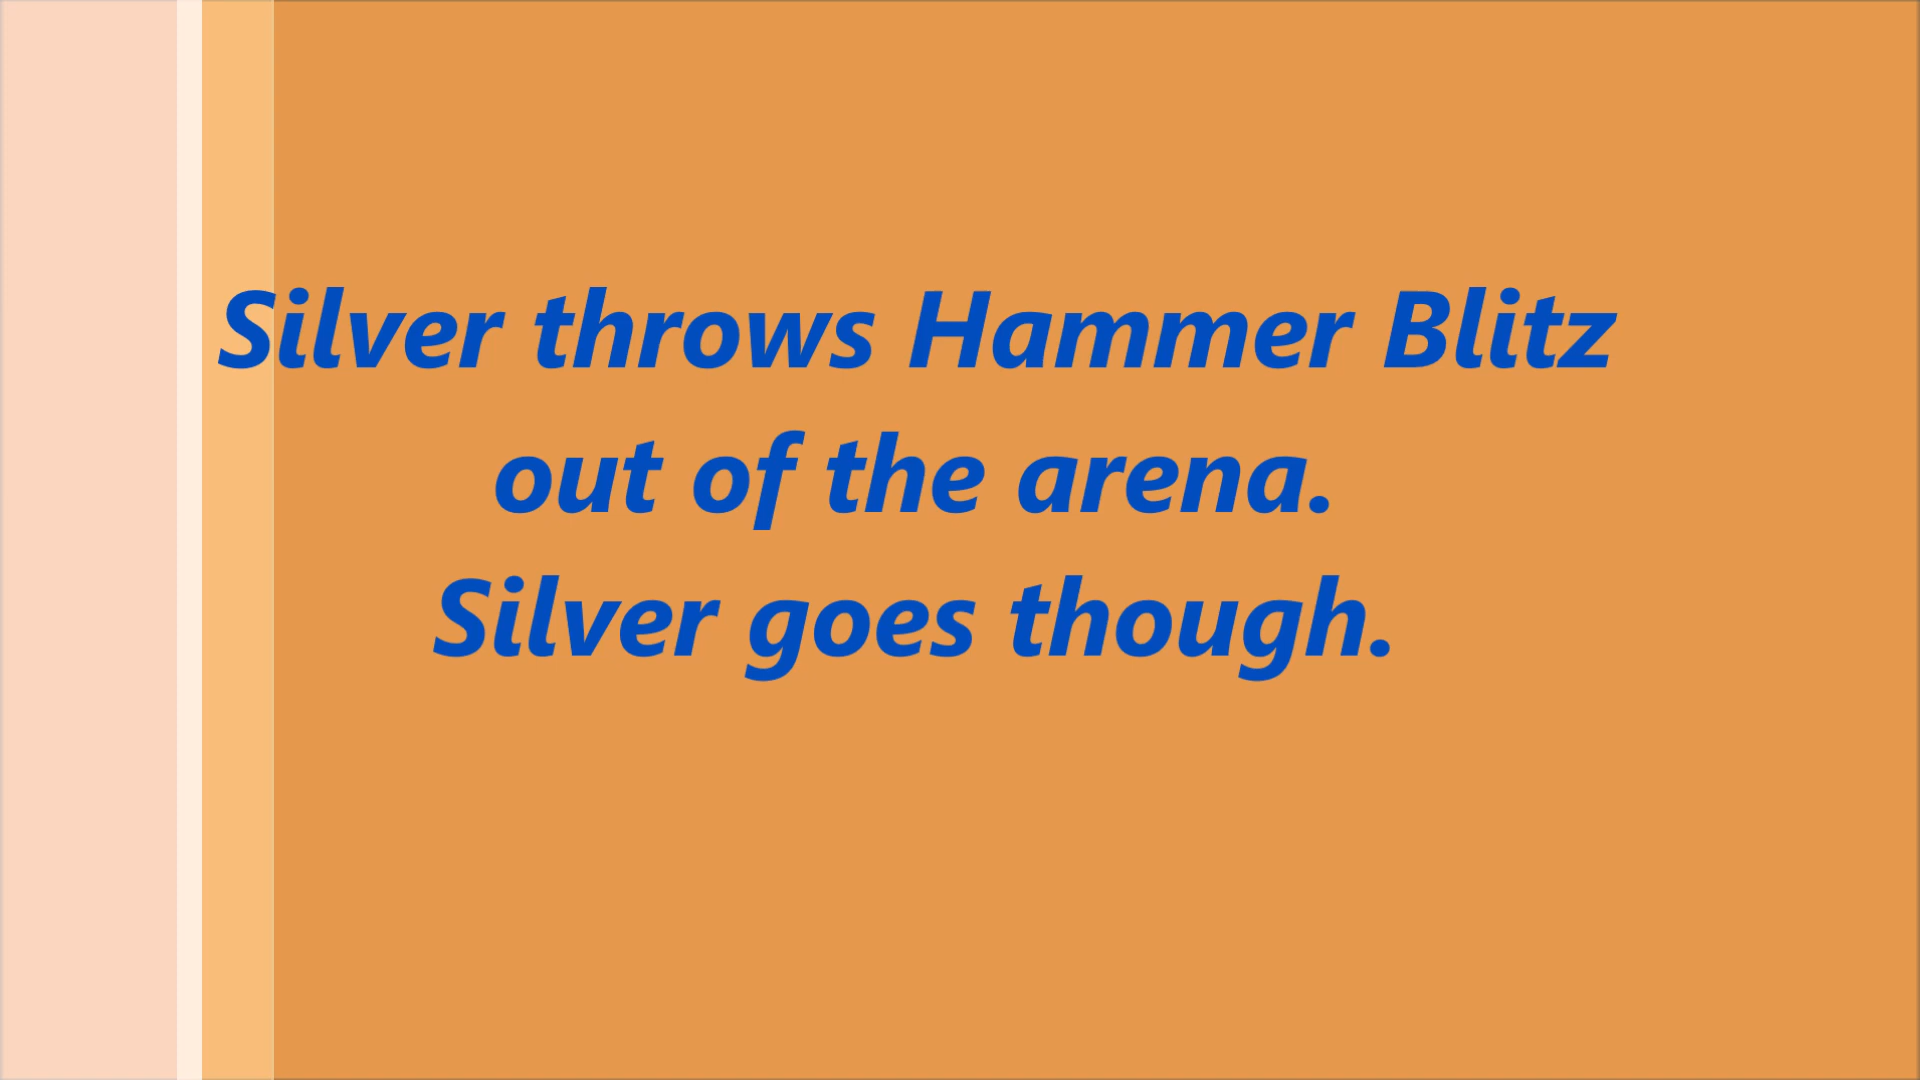 Silver throws Hammer Blitz
out of the arena.
Silver goes though.